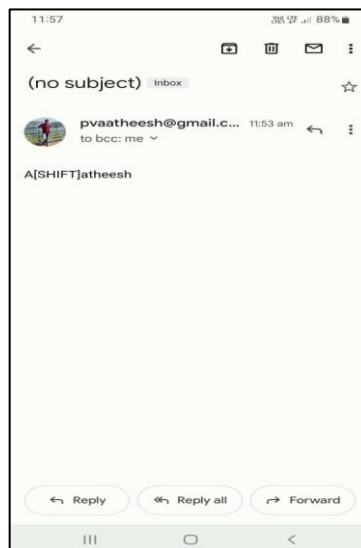 11:57
88%
(no subject) Inbox
pvaatheesh@gmail.c... 11:53 am
to bcc: me
A[SHIFT]atheesh
Reply
Reply all
Forward